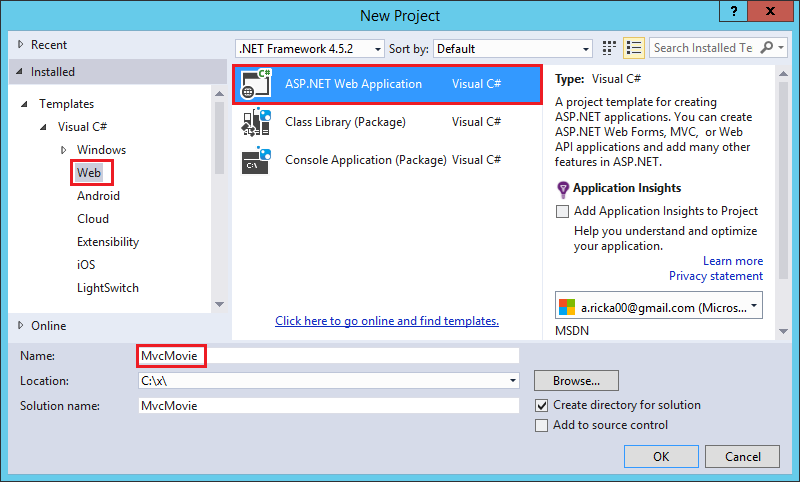 New Project
? X
Recent
Installed
Templates
Visual C#
Windows
Web
Android
Cloud
Extensibility
iOS
LightSwitch
Online
.NET Framework 4.5.2 Sort by: Default
Search Installed Te
C# ASP.NET Web Application Visual C#
Class Library (Package) Visual C#
C:\ Console Application (Package) Visual C#
Click here to go online and find templates.
Type: Visual C#
A project template for creating
ASP.NET applications. You can create
ASP.NET Web Forms, MVC, or Web
API applications and add many other
features in ASP.NET.
Application Insights
Add Application Insights to Project
Help you understand and optimize
your application.
Learn more
Privacy statement
a.ricka00@gmail.com (Micros...
MSDN
Name: MvcMovie
Location: C:\x\
Browse...
Solution name: MvcMovie
Create directory for solution
Add to source control
OK Cancel